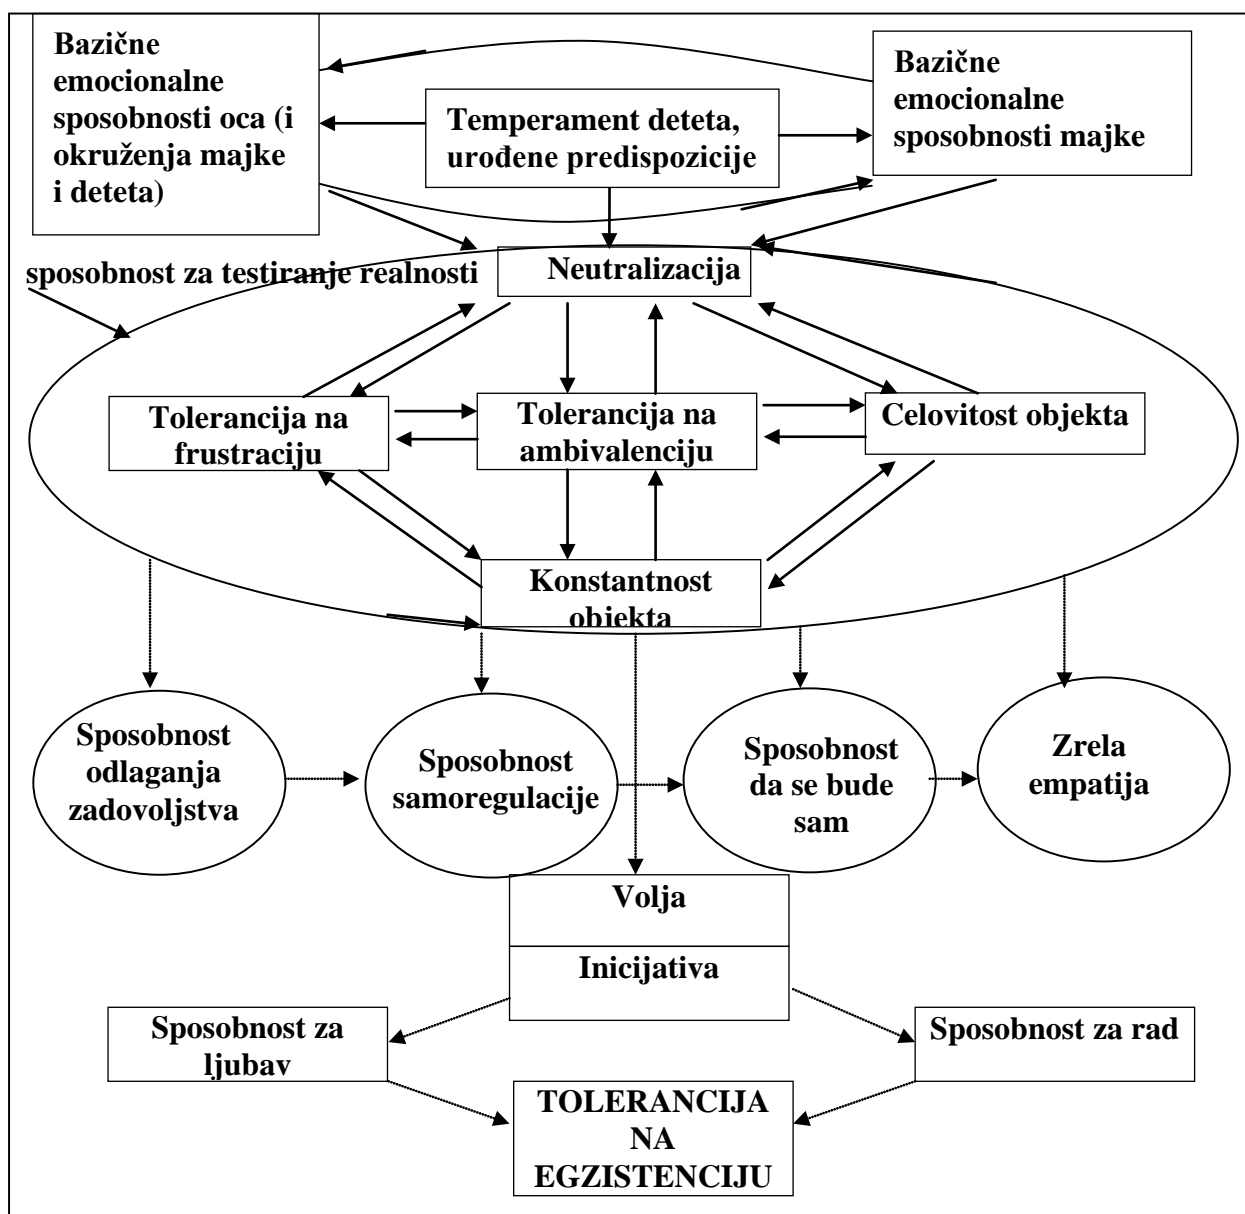 Bazične
emocionalne
sposobnosti oca (i
okruženja majke
i deteta)
Temperament deteta,
urođene predispozicije
Bazične
emocionalne
sposobnosti majke
sposobnost za testiranje realnosti
Neutralizacija
Tolerancija na
frustraciju
Tolerancija na
ambivalenciju
Celovitost objekta
Konstantnost
objekta
Sposobnost
odlaganja
zadovoljstva
Sposobnost
samoregulacije
Sposobnost
da se bude
sam
Zrela
empatija
Volja
Inicijativa
Sposobnost za
ljubav
Sposobnost za rad
TOLERANCIJA
NA
EGZISTENCIJU